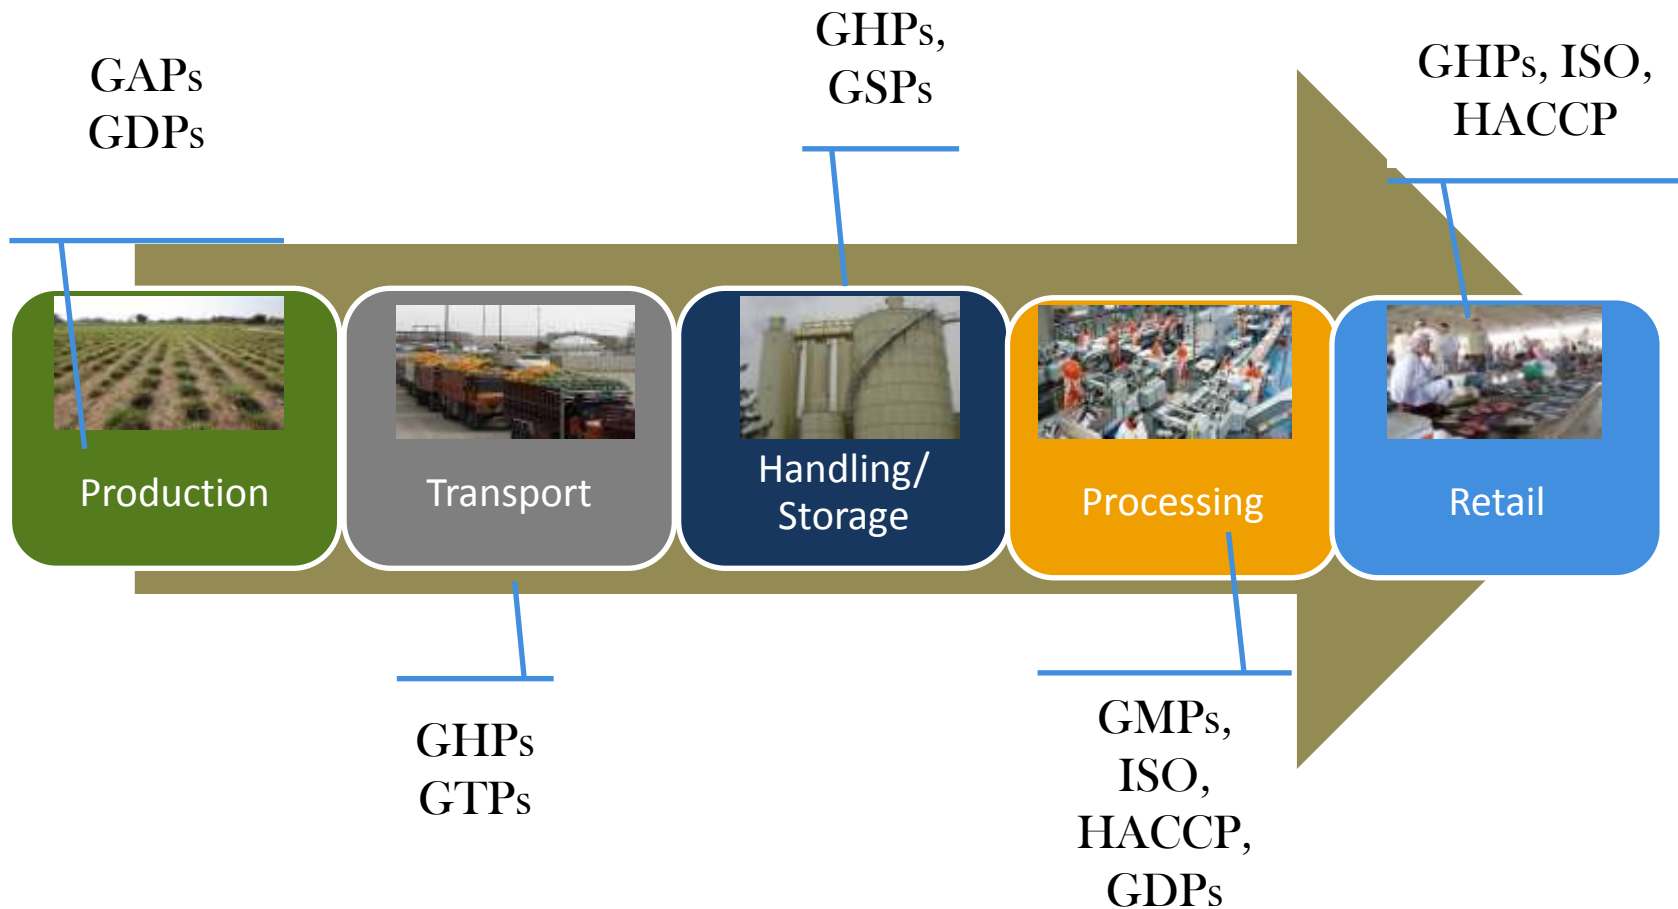 GAPs
GDPs
GHPs,
GSPs
GHPs, ISO,
HACCP
Production
Transport
Handling/
Storage
Processing
Retail
GHPs
GTPs
GMPs,
ISO,
HACCP,
GDPs